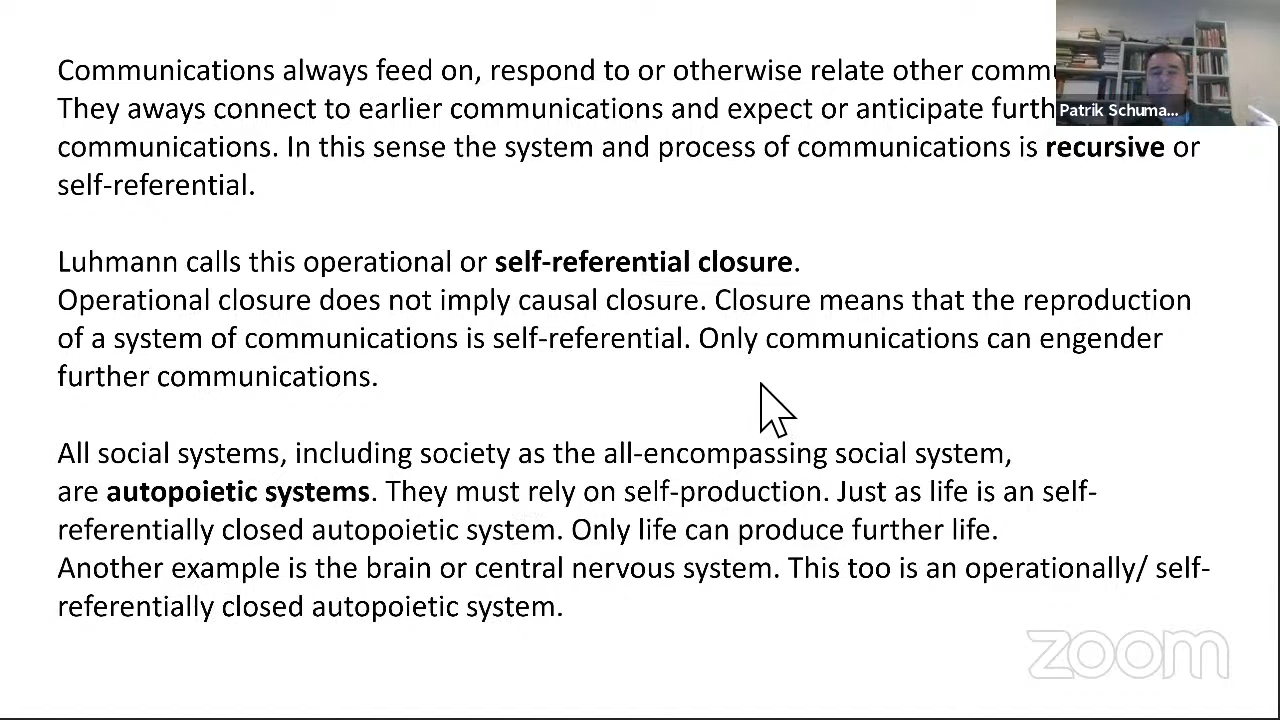 Communications always feed on, respond to or otherwise relate other commu
They aways connect to earlier communications and expect or anticipate furth
communications. In this sense the system and process of communications is recursive or
self-referential.
Luhmann calls this operational or self-referential closure.
Operational closure does not imply causal closure. Closure means that the reproduction
of a system of communications is self-referential. Only communications can engender
further communications.
All social systems, including society as the all-encompassing social system,
are autopoietic systems. They must rely on self-production. Just as life is an self-
referentially closed autopoietic system. Only life can produce further life.
Another example is the brain or central nervous system. This too is an operationally/ self-
referentially closed autopoietic system.
Patrik Schuma...
zoom